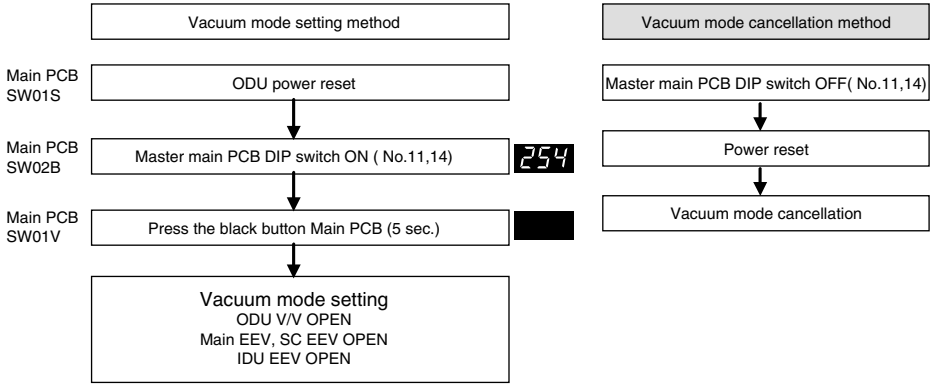 Vacuum mode setting method
Main PCB
SW01S
ODU power reset
Main PCB
SW02B
Master main PCB DIP switch ON ( No.11,14)
254
Main PCB
SW01V
Press the black button Main PCB (5 sec.)
Vacuum mode setting
ODU V/V OPEN
Main EEV, SC EEV OPEN
IDU EEV OPEN
Vacuum mode cancellation method
Master main PCB DIP switch OFF( No.11,14)
Power reset
Vacuum mode cancellation